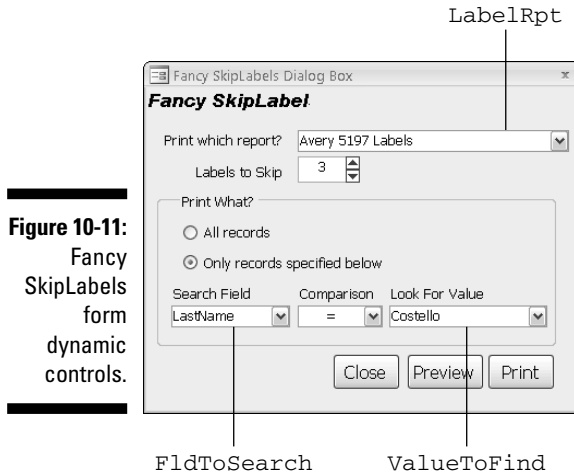 LabelRpt
Fancy SkipLabels Dialog Box x
Fancy SkipLabel
Print which report? Avery 5197 Labels
Labels to Skip 3
Print What?
All records
Only records specified below
Search Field Comparison Look For Value
LastName = Costello
Close Preview Print
Figure 10-11:
Fancy
SkipLabels
form
dynamic
controls.
FldToSearch ValueToFind